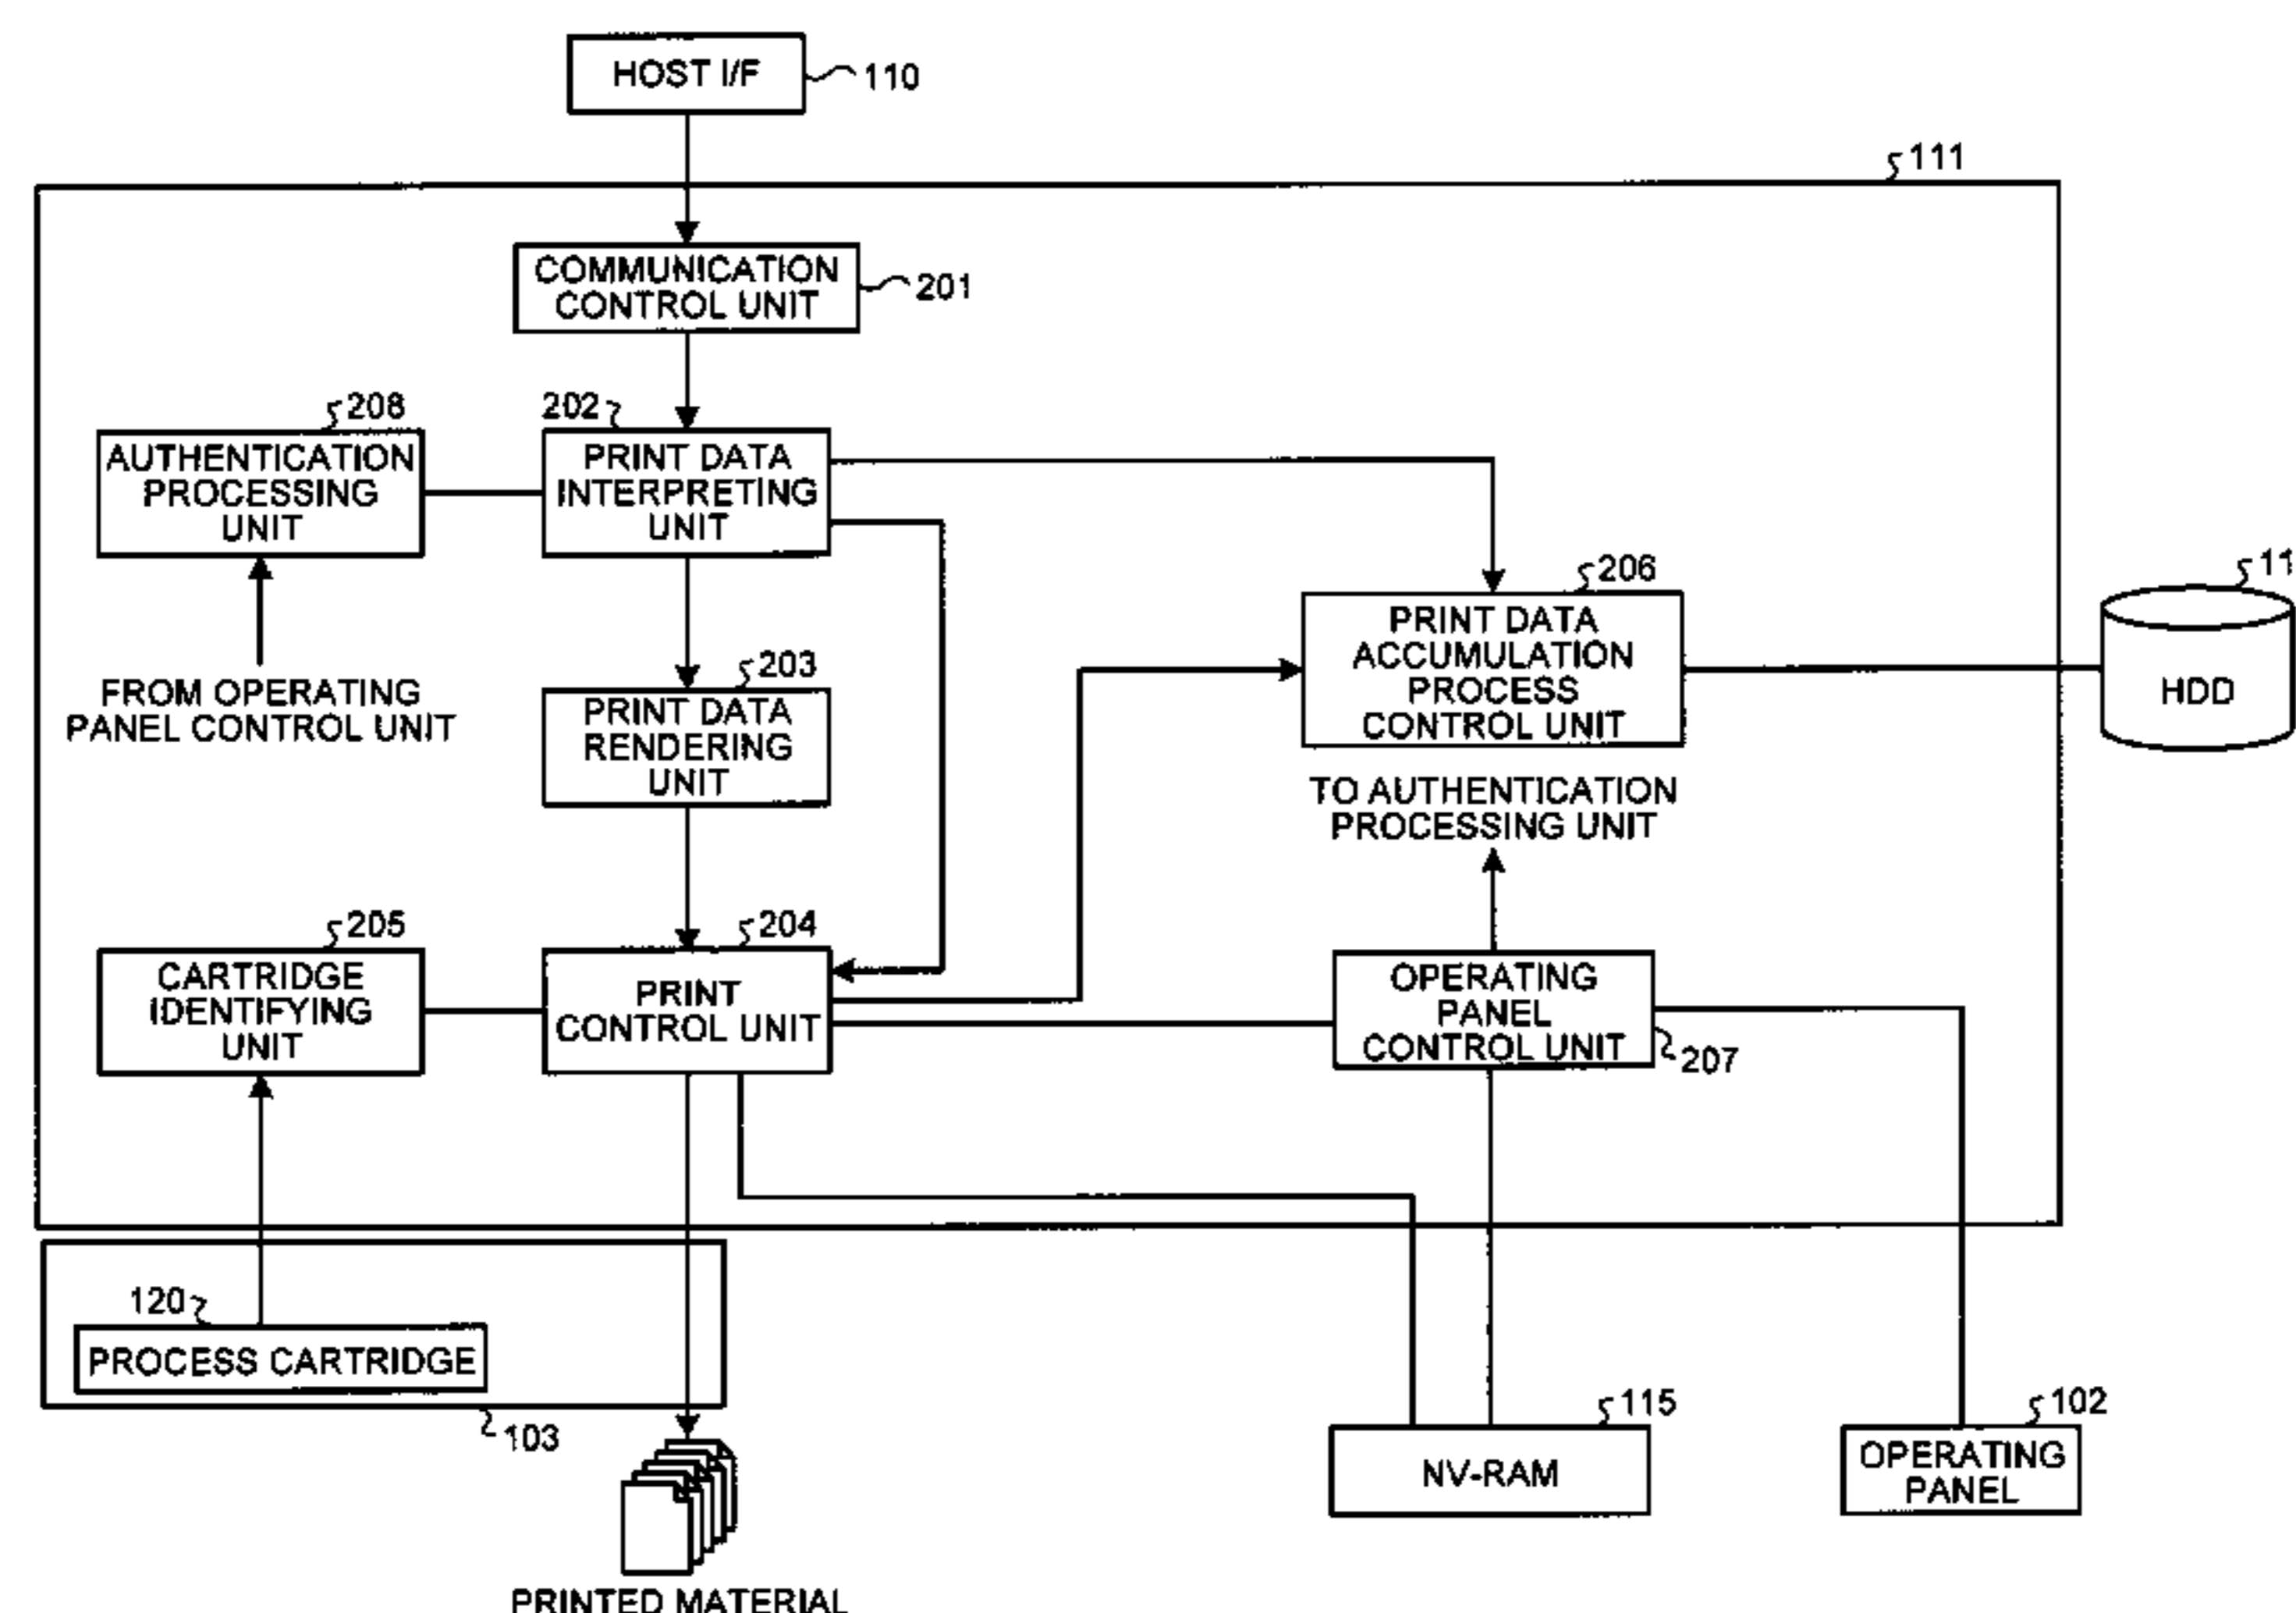 HOST I/F
110
111
COMMUNICATION
CONTROL UNIT
201
208
202
AUTHENTICATION
PROCESSING
UNIT
PRINT DATA
INTERPRETING
UNIT
206
11
FROM OPERATING
PANEL CONTROL UNIT
203
PRINT DATA
RENDERING
UNIT
PRINT DATA
ACCUMULATION
PROCESS
CONTROL UNIT
HDD
TO AUTHENTICATION
PROCESSING UNIT
205
204
CARTRIDGE
IDENTIFYING
UNIT
PRINT
CONTROL UNIT
OPERATING
PANEL
CONTROL UNIT
207
120
PROCESS CARTRIDGE
103
115
102
NV-RAM
OPERATING
PANEL
PRINTED MATERIAL